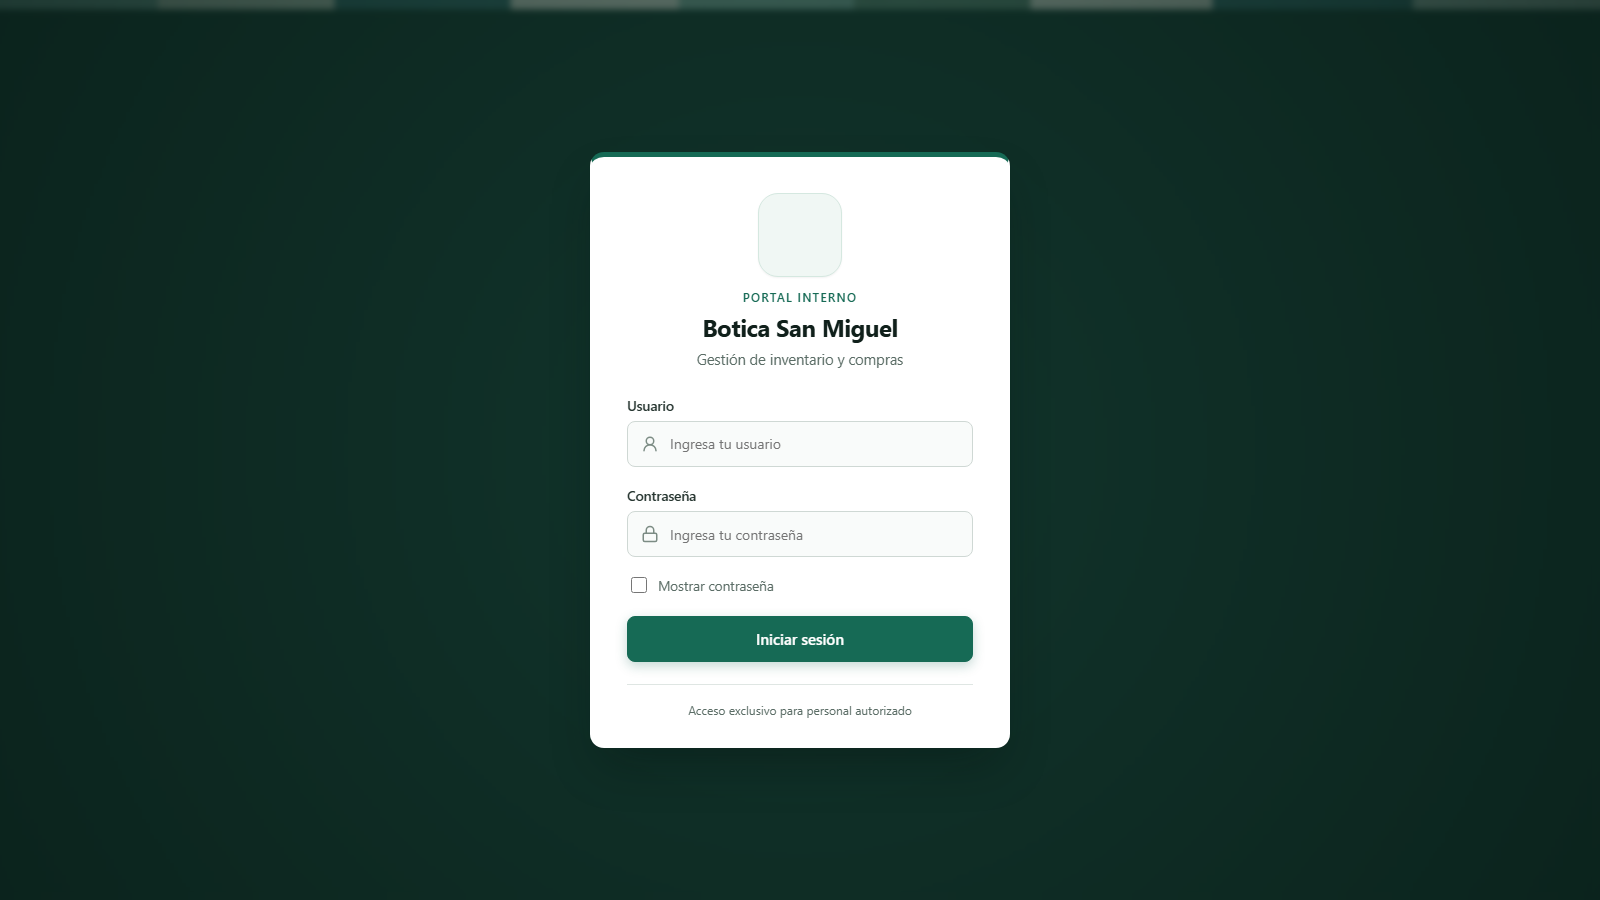 PORTAL INTERNO
Botica San Miguel
Gestión de inventario y compras
Usuario
Ingresa tu usuario
Contraseña
Ingresa tu contraseña
Mostrar contraseña
Iniciar sesión
Acceso exclusivo para personal autorizado